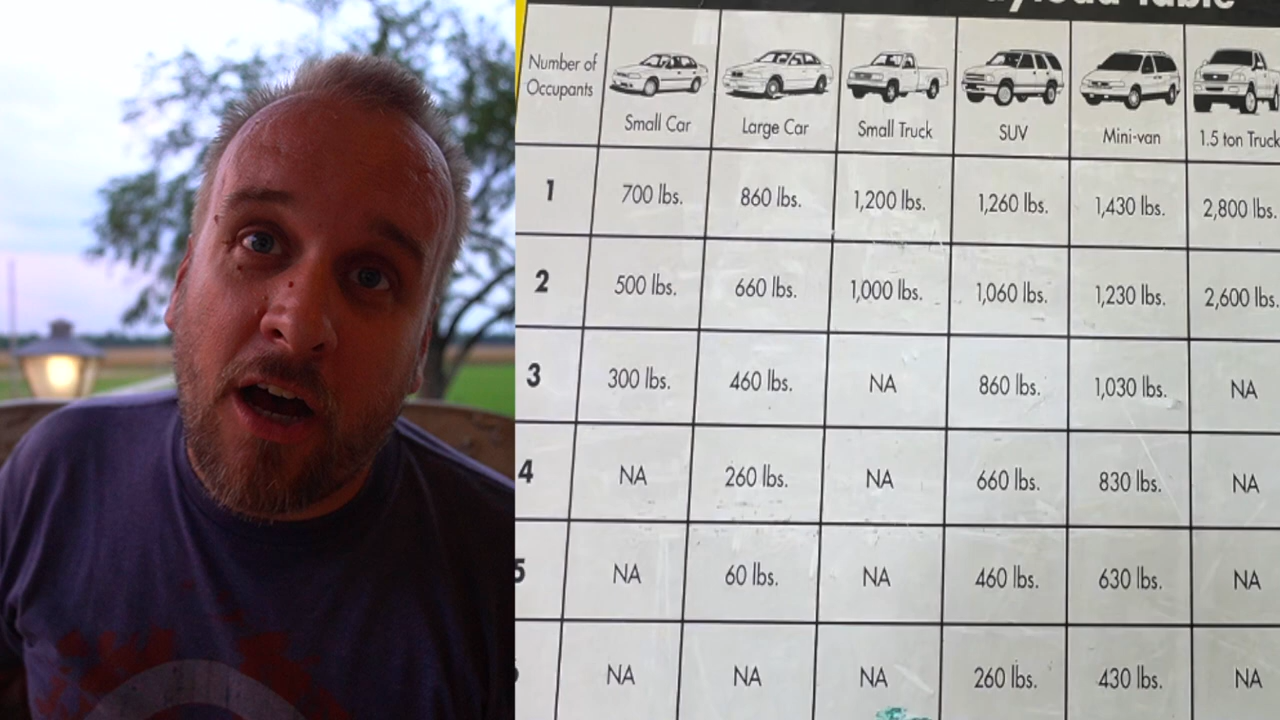 Payload Table
Number of
Occupants
Small Car
Large Car
Small Truck
SUV
Mini-van
1.5 ton Truck
1
700 lbs.
860 lbs.
1,200 lbs.
1,260 lbs.
1,430 lbs.
2,800 lbs.
2
500 lbs.
660 lbs.
1,000 lbs.
1,060 lbs.
1,230 lbs.
2,600 lbs.
3
300 lbs.
460 lbs.
NA
860 lbs.
1,030 lbs.
NA
4
NA
260 lbs.
NA
660 lbs.
830 lbs.
NA
5
NA
60 lbs.
NA
460 lbs.
630 lbs.
NA
NA
NA
NA
260 lbs.
430 lbs.
NA